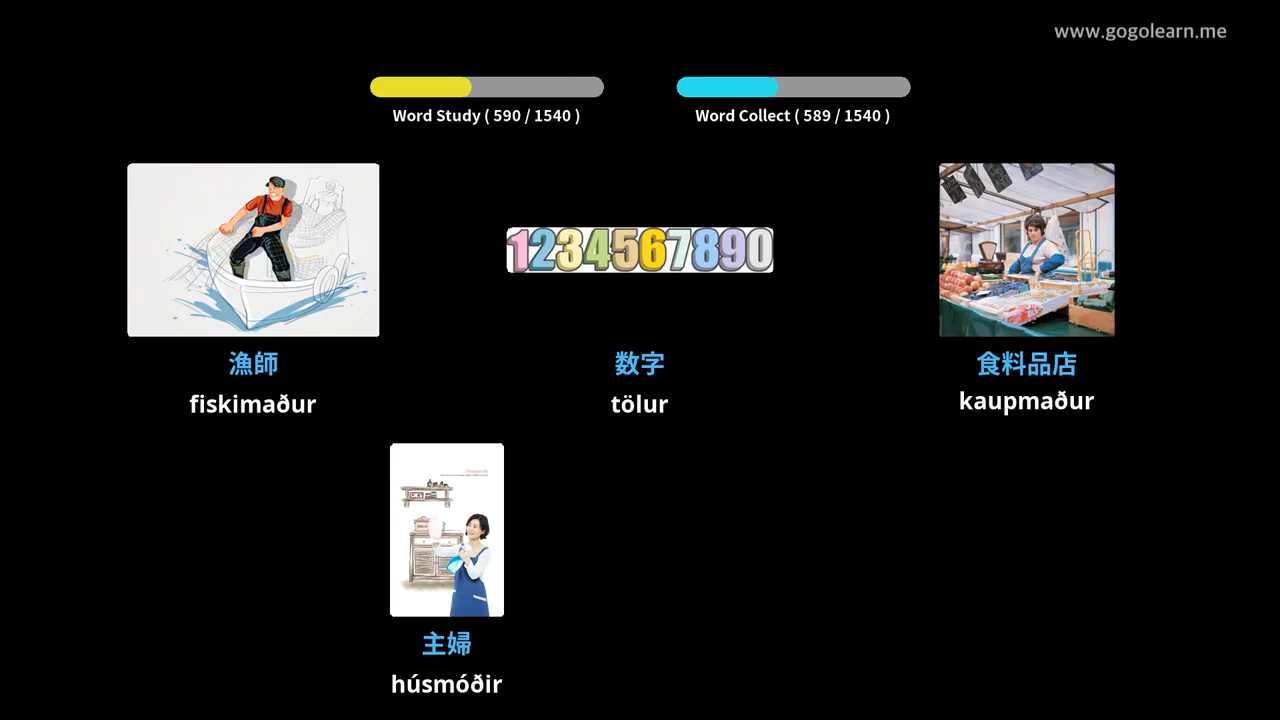 www.gogolearn.me
Word Study ( 590 / 1540 )
Word Collect ( 589 / 1540 )
1234567890
漁師
fiskimaður
数字
tölur
食料品店
kaupmaður
主婦
húsmóðir